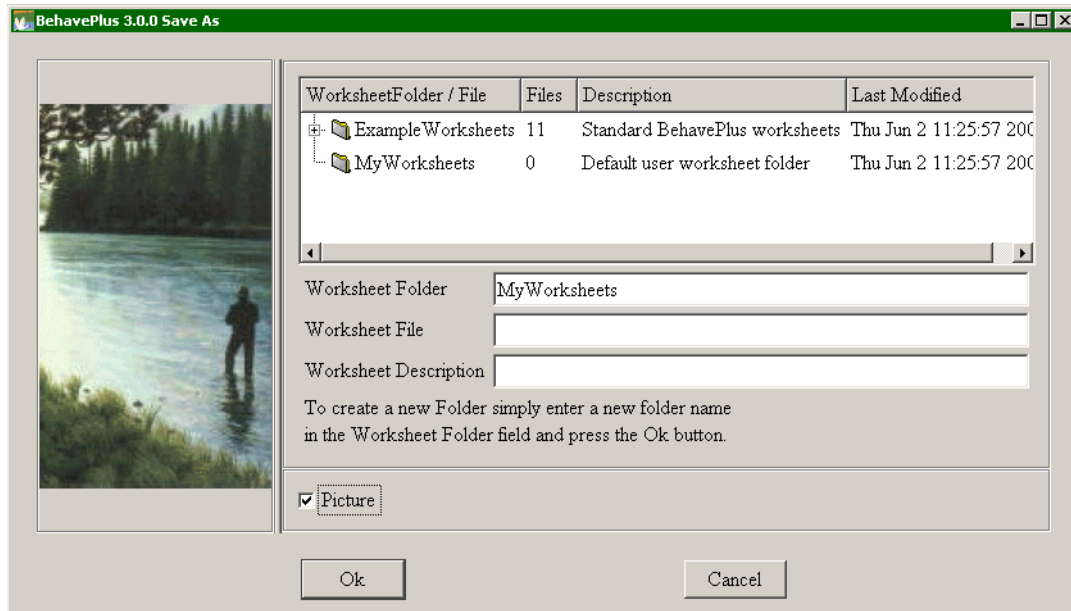 BehavePlus 3.0.0 Save As
WorksheetFolder / File Files Description Last Modified
ExampleWorksheets 11 Standard BehavePlus worksheets Thu Jun 2 11:25:57 200
MyWorksheets 0 Default user worksheet folder Thu Jun 2 11:25:57 200
Worksheet Folder MyWorksheets
Worksheet File
Worksheet Description
To create a new Folder simply enter a new folder name
in the Worksheet Folder field and press the Ok button.
Picture
Ok Cancel